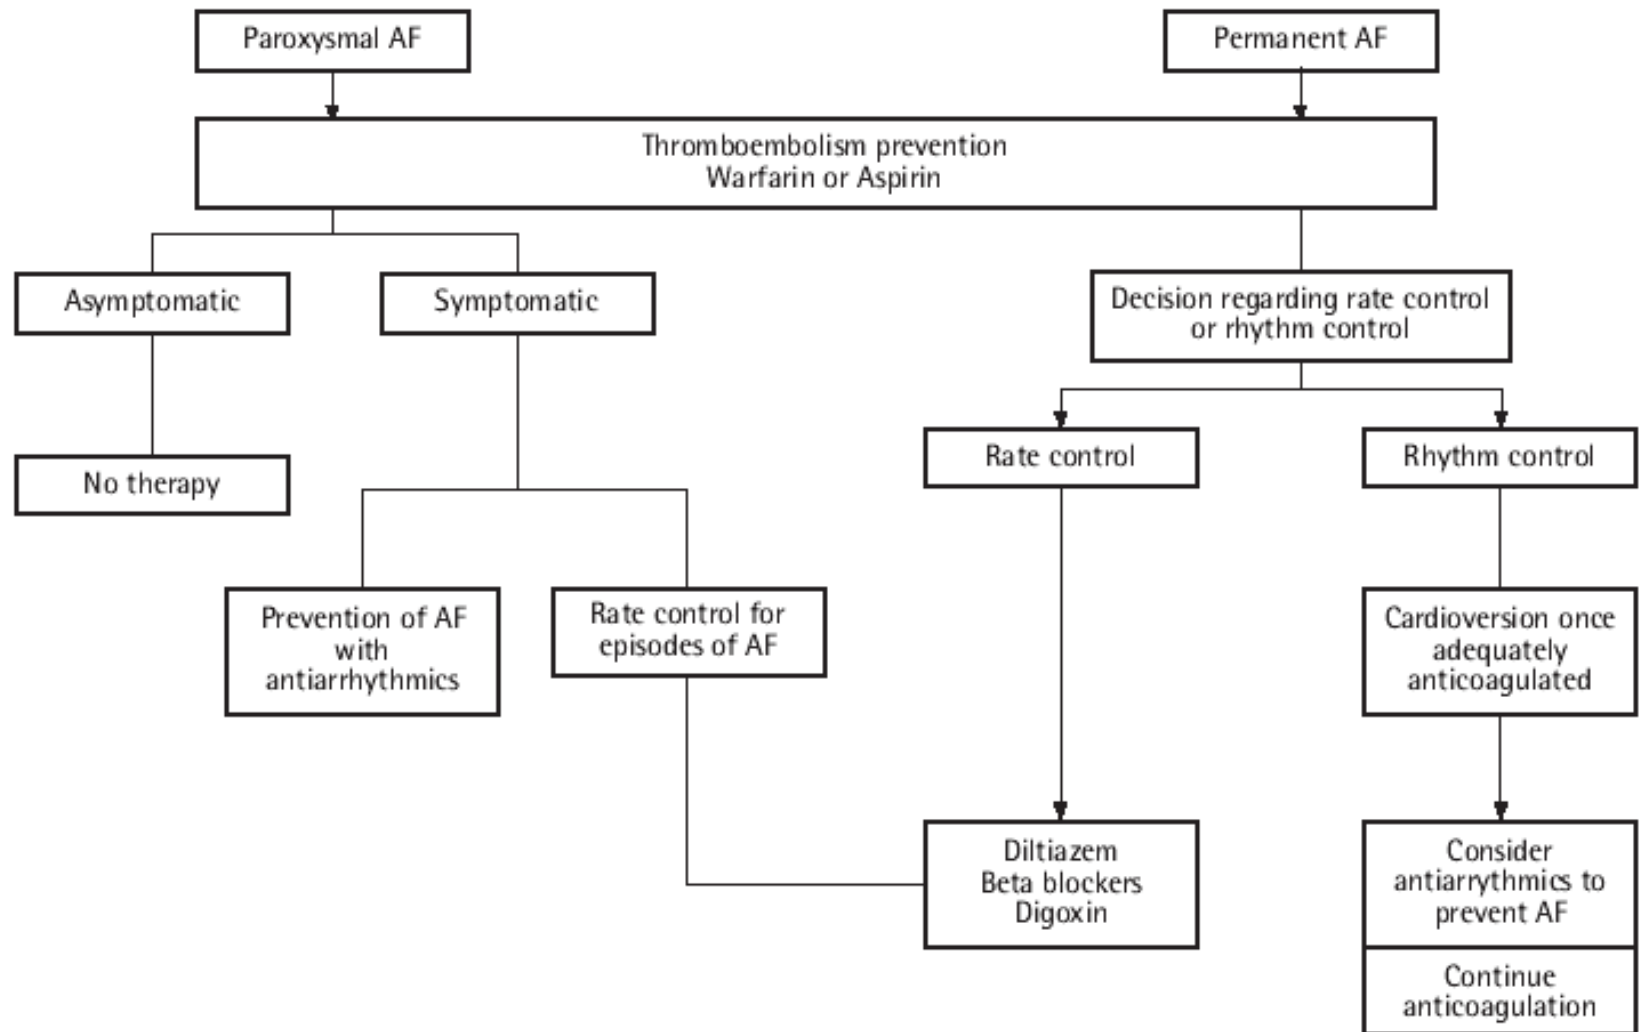 Paroxysmal AF
Permanent AF
Thromboembolism prevention
Warfarin or Aspirin
Asymptomatic
Symptomatic
Decision regarding rate control
or rhythm control
Rate control
Rhythm control
No therapy
Prevention of AF
with
antiarrhythmics
Rate control for
episodes of AF
Cardioversion once
adequately
anticoagulated
Diltiazem
Beta blockers
Digoxin
Consider
antiarrythmics to
prevent AF
Continue
anticoagulation